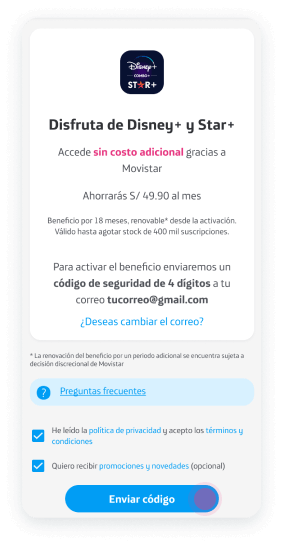 Disney+
COMBO+
ST★R+
Disfruta de Disney+ y Star+
Accede sin costo adicional gracias a
Movistar
Ahorrarás S/ 49.90 al mes
Beneficio por 18 meses, renovable* desde la activación.
Válido hasta agotar stock de 400 mil suscripciones.
Para activar el beneficio enviaremos un
código de seguridad de 4 dígitos a tu
correo tucorreo@gmail.com
¿Deseas cambiar el correo?
* La renovación del beneficio por un periodo adicional se encuentra sujeta a
decisión discrecional de Movistar
? Preguntas frecuentes
He leído la política de privacidad y acepto los términos y
condiciones
Quiero recibir promociones y novedades (opcional)
Enviar código